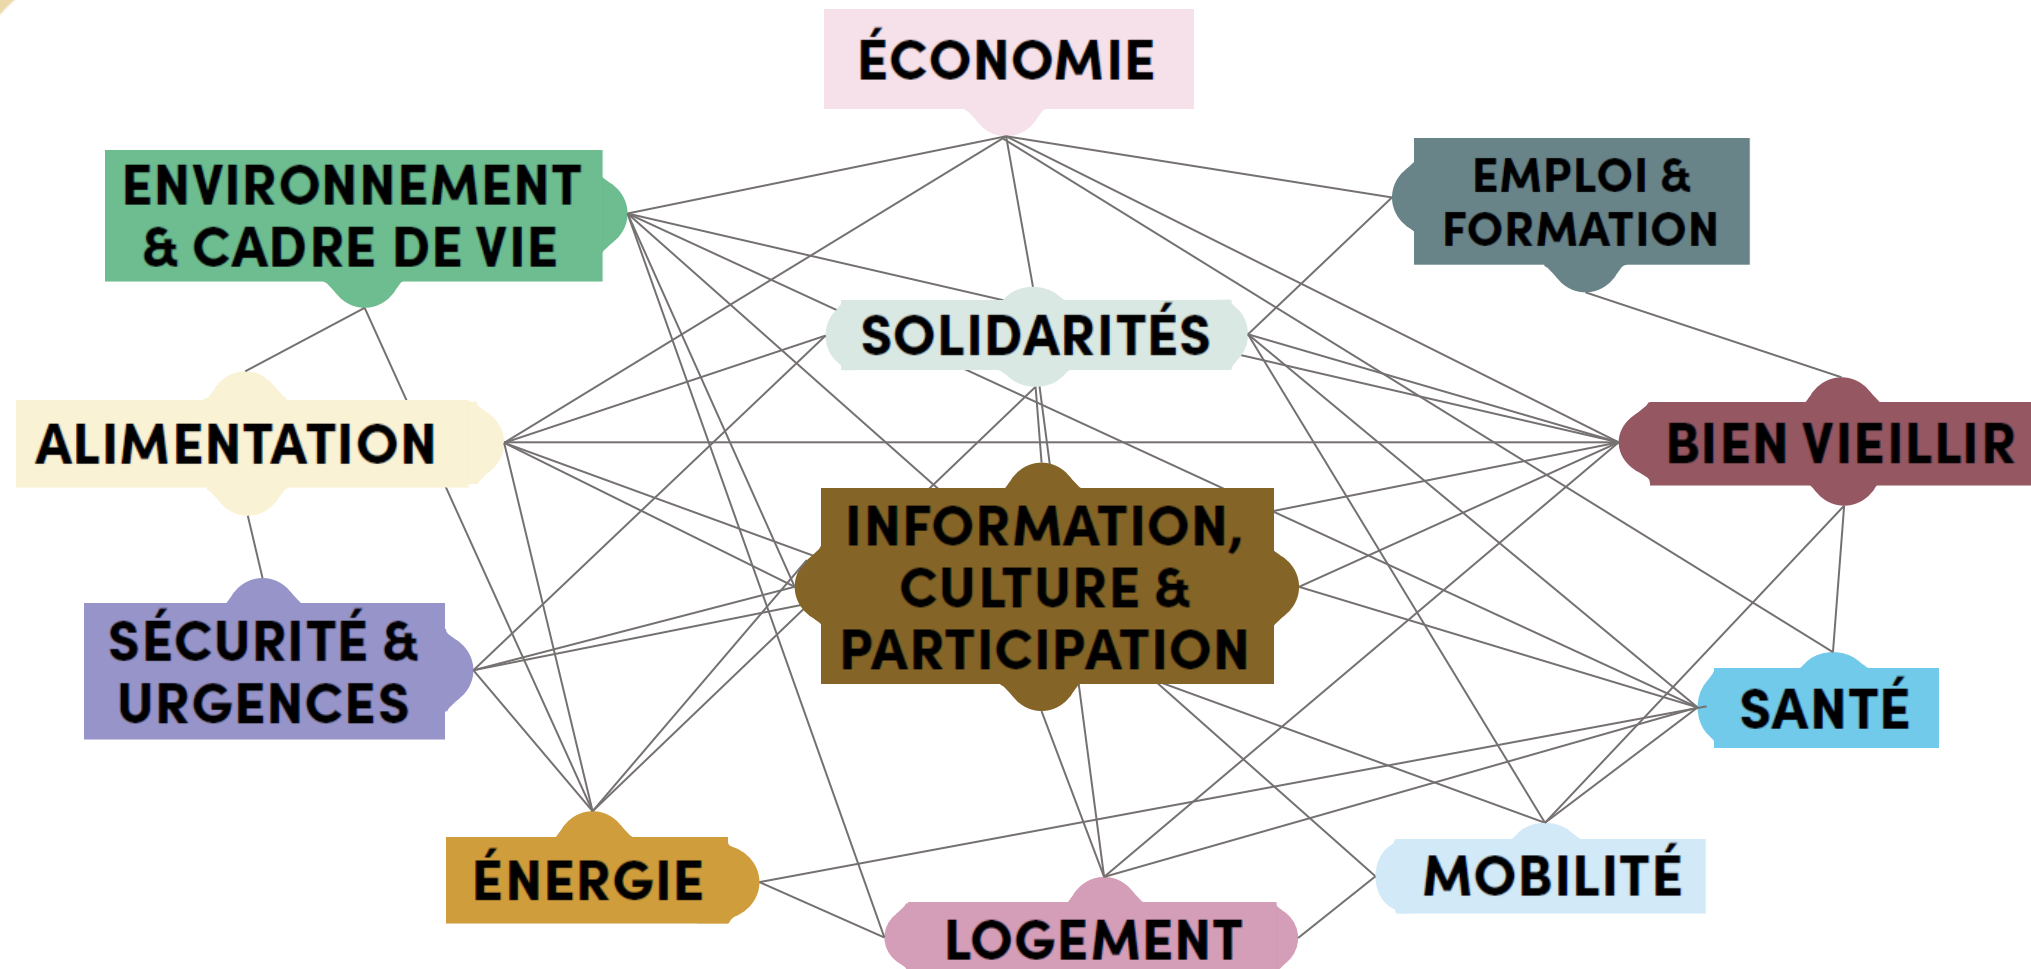 ÉCONOMIE
ENVIRONNEMENT
& CADRE DE VIE
EMPLOI &
FORMATION
SOLIDARITÉS
ALIMENTATION
BIEN VIEILLIR
INFORMATION,
CULTURE &
PARTICIPATION
SÉCURITÉ &
URGENCES
SANTÉ
ÉNERGIE
MOBILITÉ
LOGEMENT